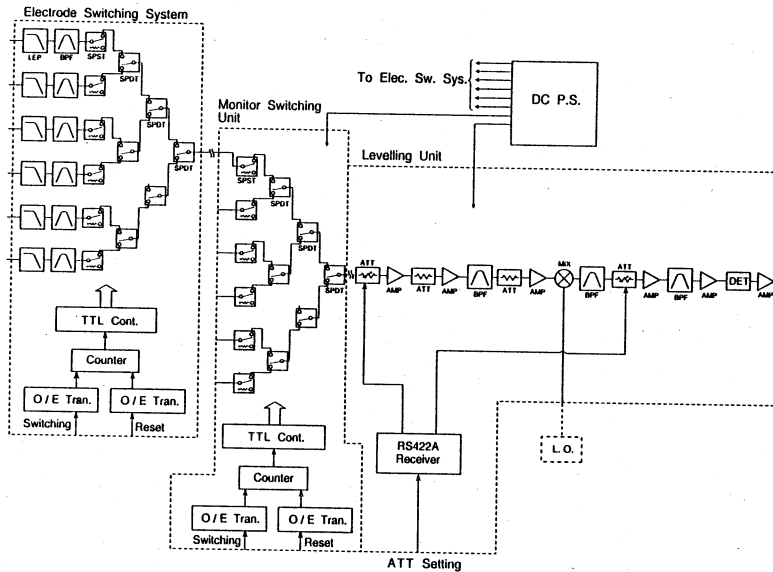 Electrode Switching System
LEP
BPF
SPST
SPDT
SPDT
SPDT
TTL Cont.
Counter
O/E Tran.
O/E Tran.
Switching
Reset
Monitor Switching
Unit
SPST
SPDT
SPDT
SPDT
TTL Cont.
Counter
O/E Tran.
O/E Tran.
Switching
Reset
To Elec. Sw. Sys.
DC P.S.
Levelling Unit
ATT
AMP
ATT
AMP
BPF
ATT
AMP
MIX
BPF
ATT
AMP
BPF
AMP
DET
AMP
RS422A
Receiver
L.O.
ATT Setting